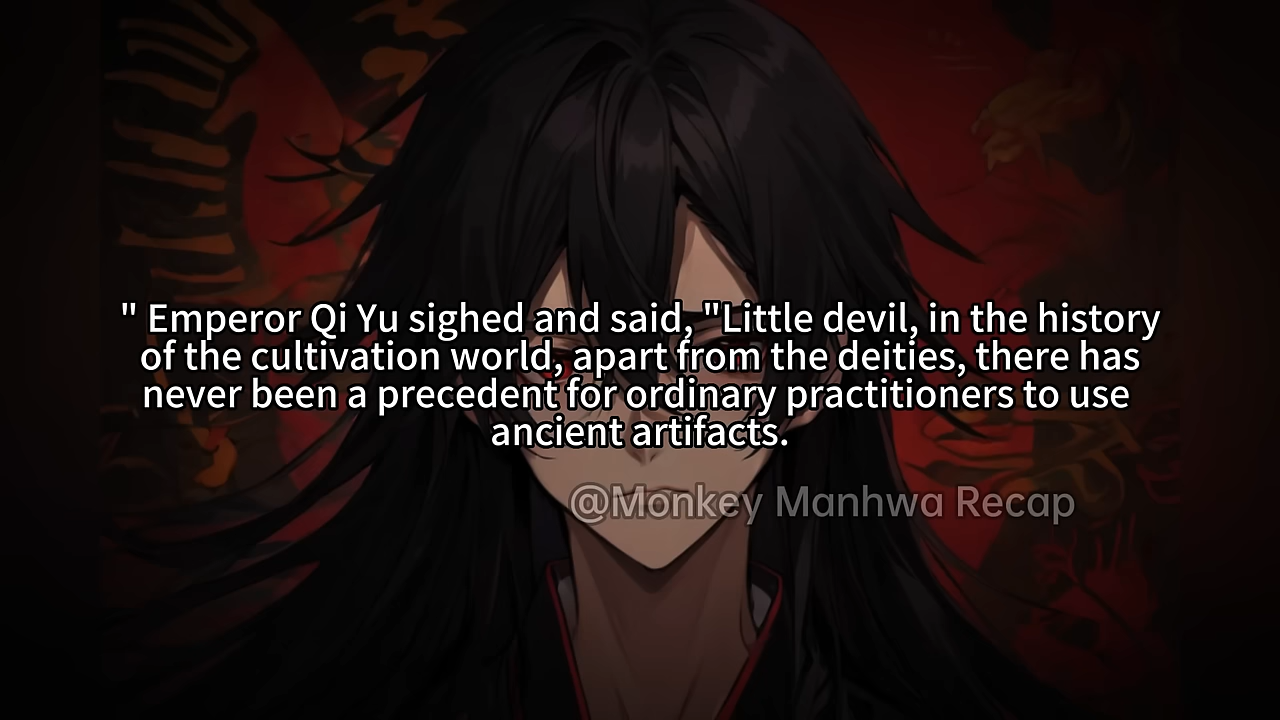 " Emperor Qi Yu sighed and said, "Little devil, in the history
of the cultivation world, apart from the deities, there has
never been a precedent for ordinary practitioners to use
ancient artifacts.
@Monkey Manhwa Recap